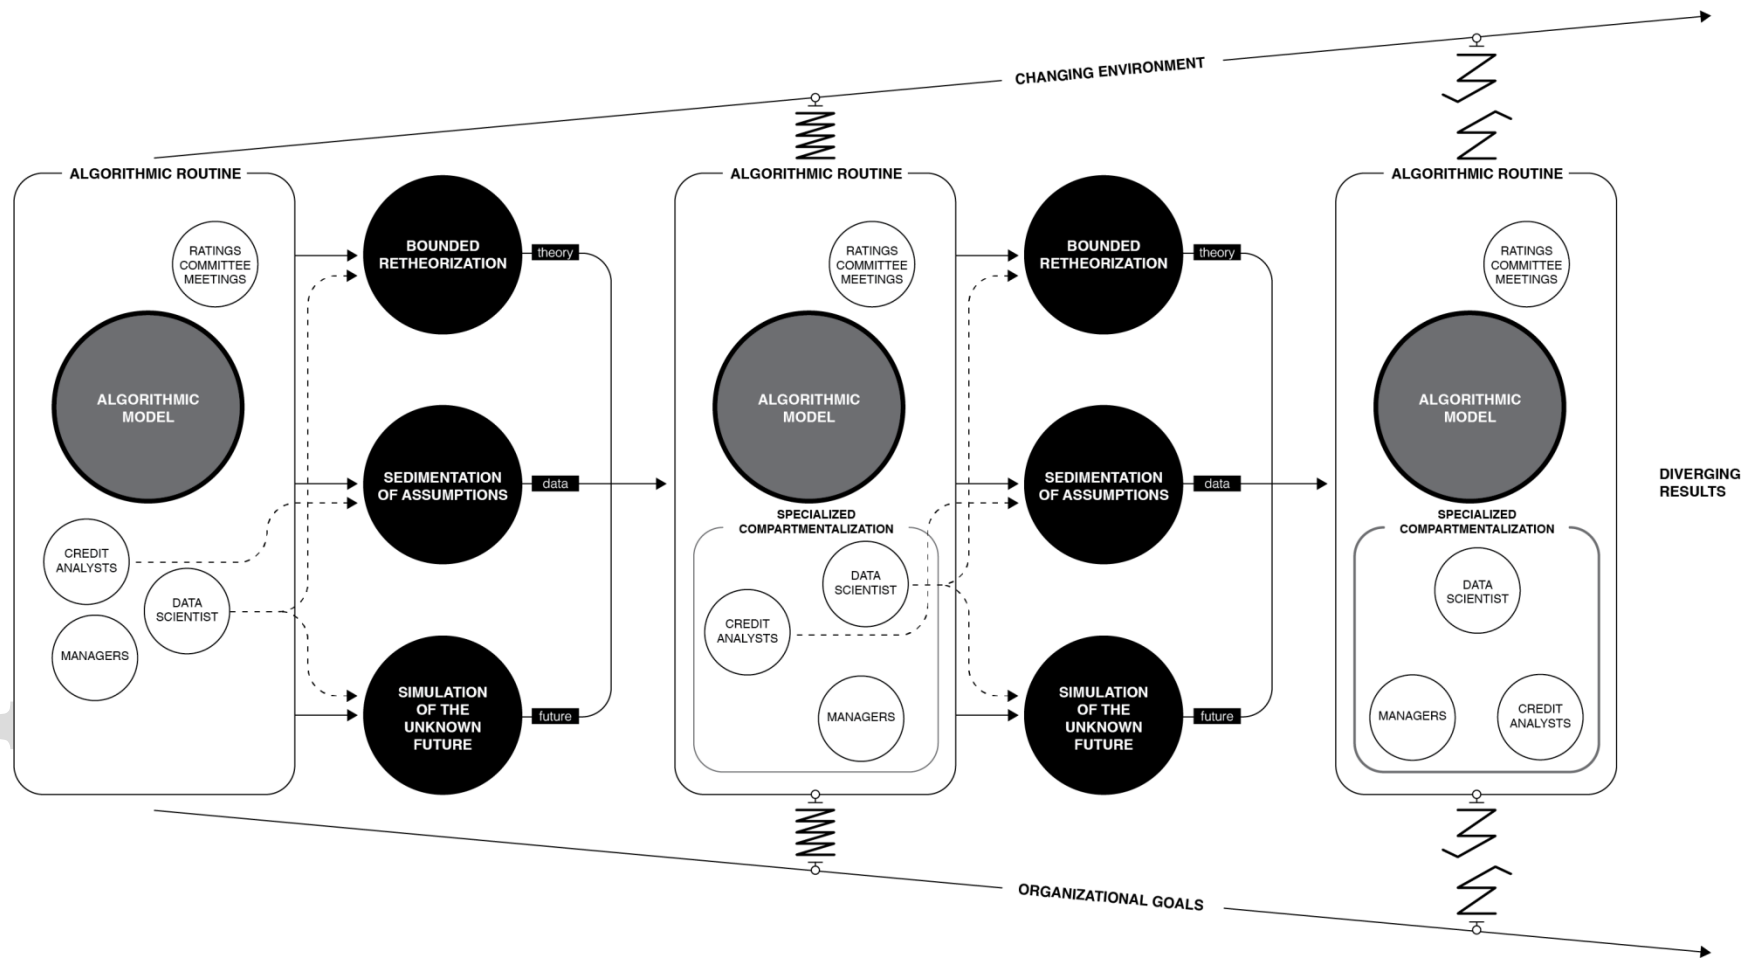 CHANGING ENVIRONMENT
ALGORITHMIC ROUTINE
RATINGS
COMMITTEE
MEETINGS
ALGORITHMIC
MODEL
CREDIT
ANALYSTS
DATA
SCIENTIST
MANAGERS
BOUNDED
RETHEORIZATION
theory
SEDIMENTATION
OF ASSUMPTIONS
data
SIMULATION
OF THE
UNKNOWN
FUTURE
future
ALGORITHMIC ROUTINE
RATINGS
COMMITTEE
MEETINGS
ALGORITHMIC
MODEL
SPECIALIZED
COMPARTMENTALIZATION
DATA
SCIENTIST
CREDIT
ANALYSTS
MANAGERS
BOUNDED
RETHEORIZATION
theory
SEDIMENTATION
OF ASSUMPTIONS
data
SIMULATION
OF THE
UNKNOWN
FUTURE
future
ALGORITHMIC ROUTINE
RATINGS
COMMITTEE
MEETINGS
ALGORITHMIC
MODEL
SPECIALIZED
COMPARTMENTALIZATION
DATA
SCIENTIST
MANAGERS
CREDIT
ANALYSTS
DIVERGING
RESULTS
ORGANIZATIONAL GOALS